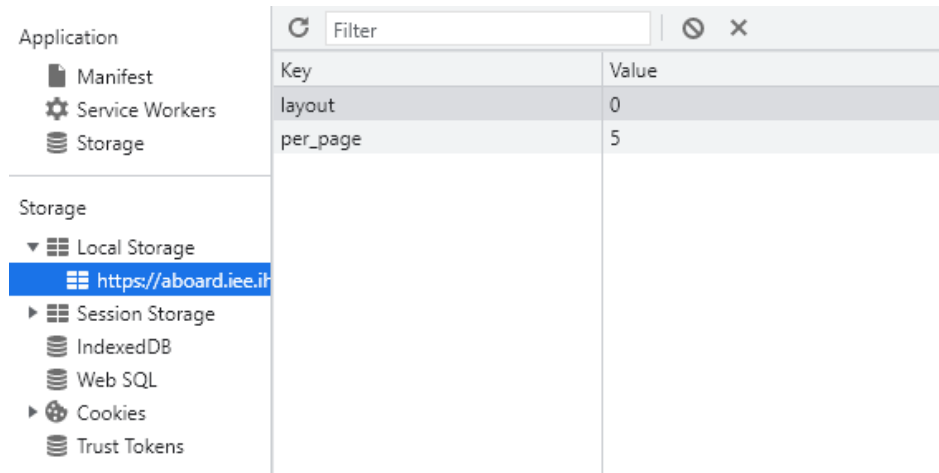 Application
Manifest
Service Workers
Storage
Storage
Local Storage
https://aboard.iee.ih
Session Storage
IndexedDB
Web SQL
Cookies
Trust Tokens
Filter
Key Value
layout 0
per_page 5